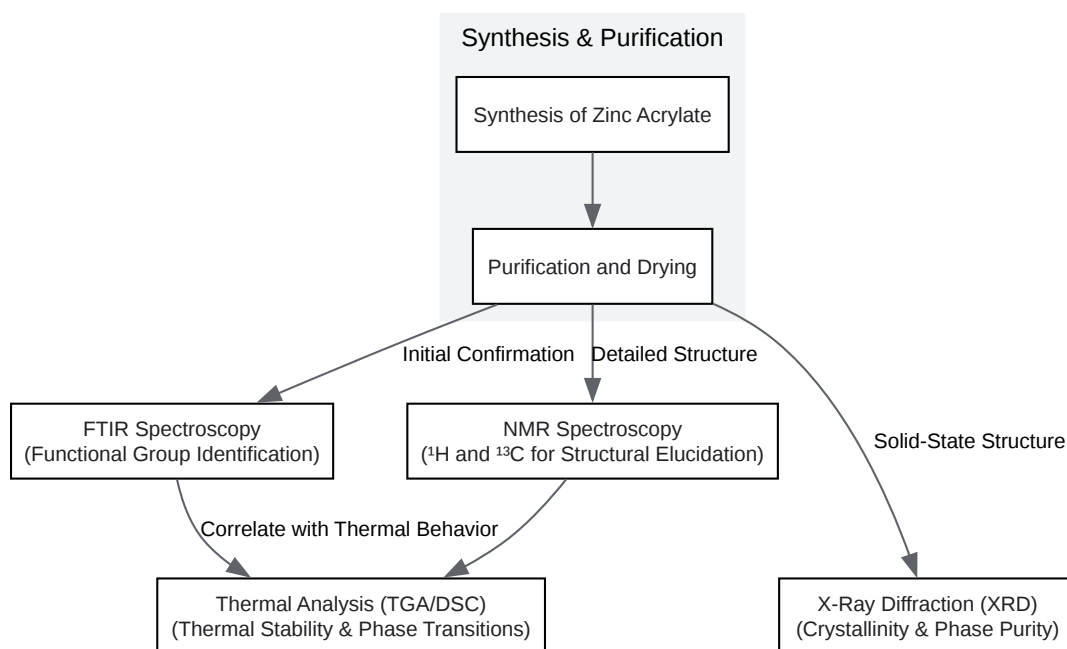 Synthesis & Purification
Synthesis of Zinc Acrylate
Purification and Drying
Initial Confirmation
Detailed Structure
FTIR Spectroscopy
(Functional Group Identification)
NMR Spectroscopy
(¹H and ¹³C for Structural Elucidation)
Solid-State Structure
Correlate with Thermal Behavior
Thermal Analysis (TGA/DSC)
(Thermal Stability & Phase Transitions)
X-Ray Diffraction (XRD)
(Crystallinity & Phase Purity)